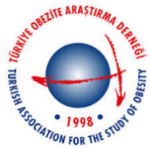 TÜRKİYE OBEZİTE ARAŞTIRMA DERNEĞİ
• 1998 •
TURKISH ASSOCIATION FOR THE STUDY OF OBESITY